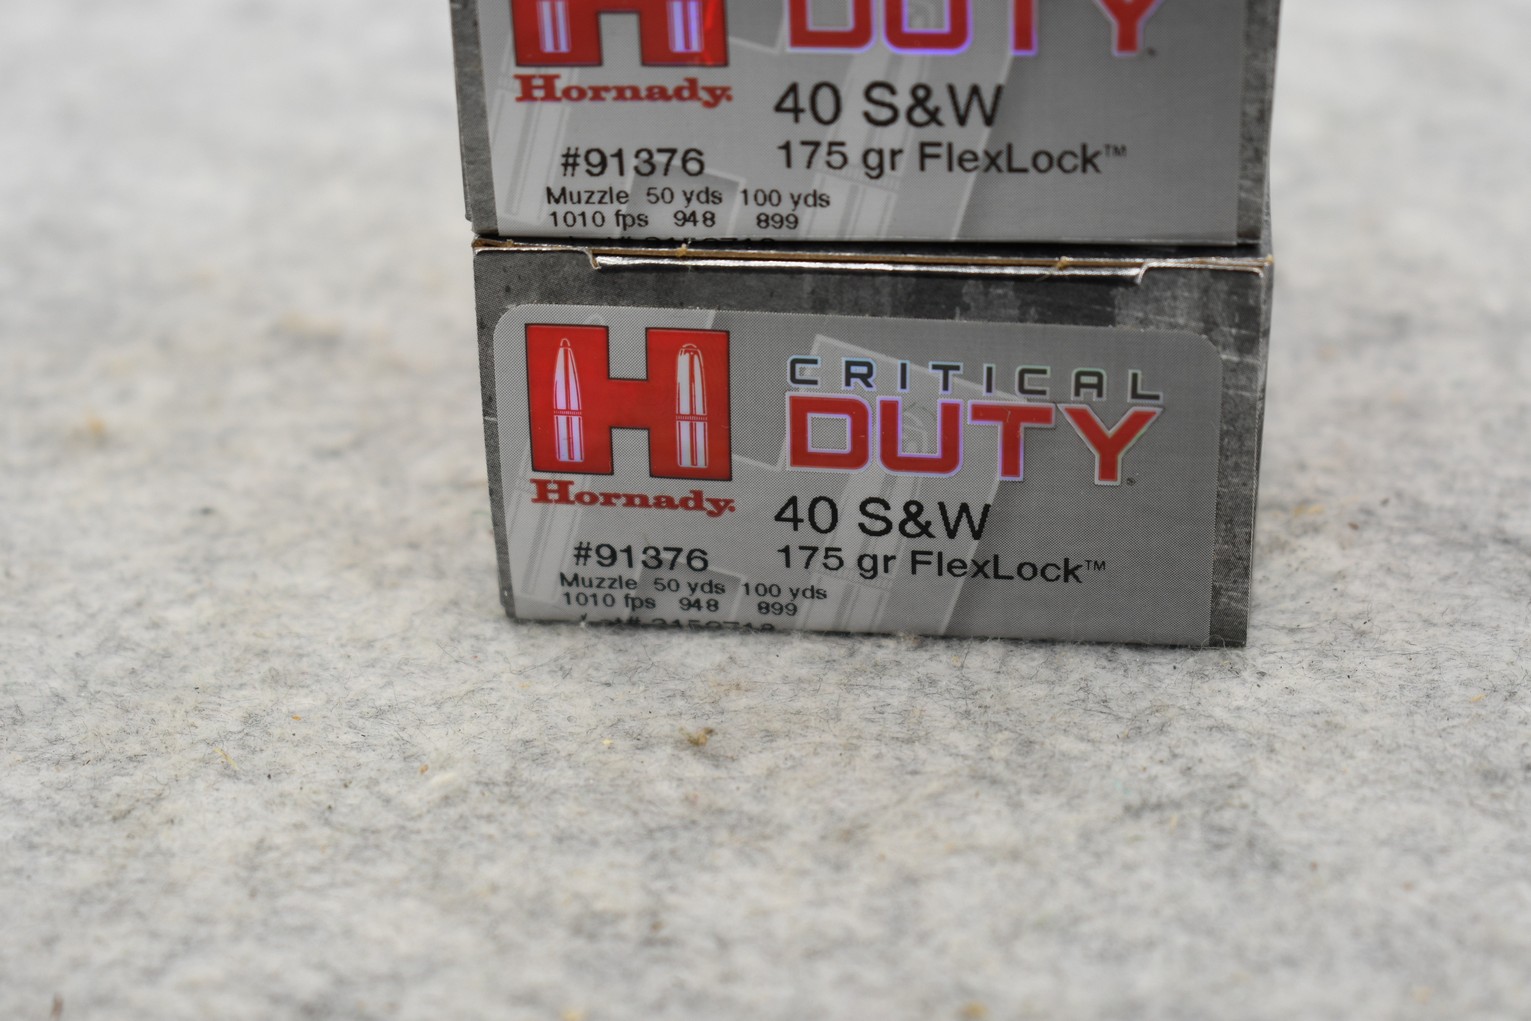 DUTY
Hornady.
40 S&W
#91376
175 gr FlexLock™
Muzzle 50 yds 100 yds
1010 fps 948 899
CRITICAL
DUTY
Hornady.
40 S&W
#91376
175 gr FlexLock™
Muzzle 50 yds 100 yds
1010 fps 948 899